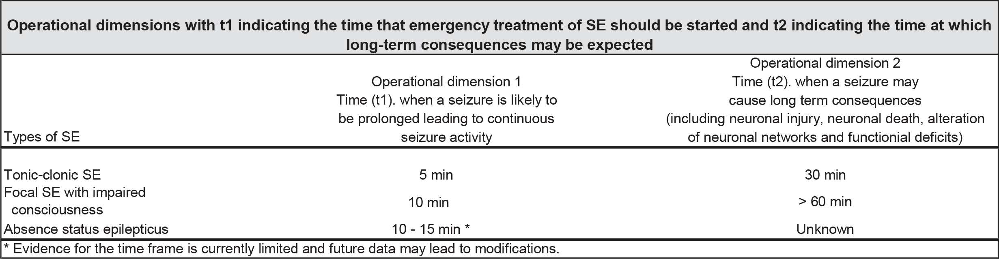 Operational dimensions with t1 indicating the time that emergency treatment of SE should be started and t2 indicating the time at which
long-term consequences may be expected
Types of SE
Operational dimension 1
Time (t1). when a seizure is likely to
be prolonged leading to continuous
seizure activity
Operational dimension 2
Time (t2). when a seizure may
cause long term consequences
(including neuronal injury, neuronal death, alteration
of neuronal networks and functionial deficits)
Tonic-clonic SE 5 min 30 min
Focal SE with impaired
consciousness 10 min > 60 min
Absence status epilepticus 10 - 15 min * Unknown
* Evidence for the time frame is currently limited and future data may lead to modifications.